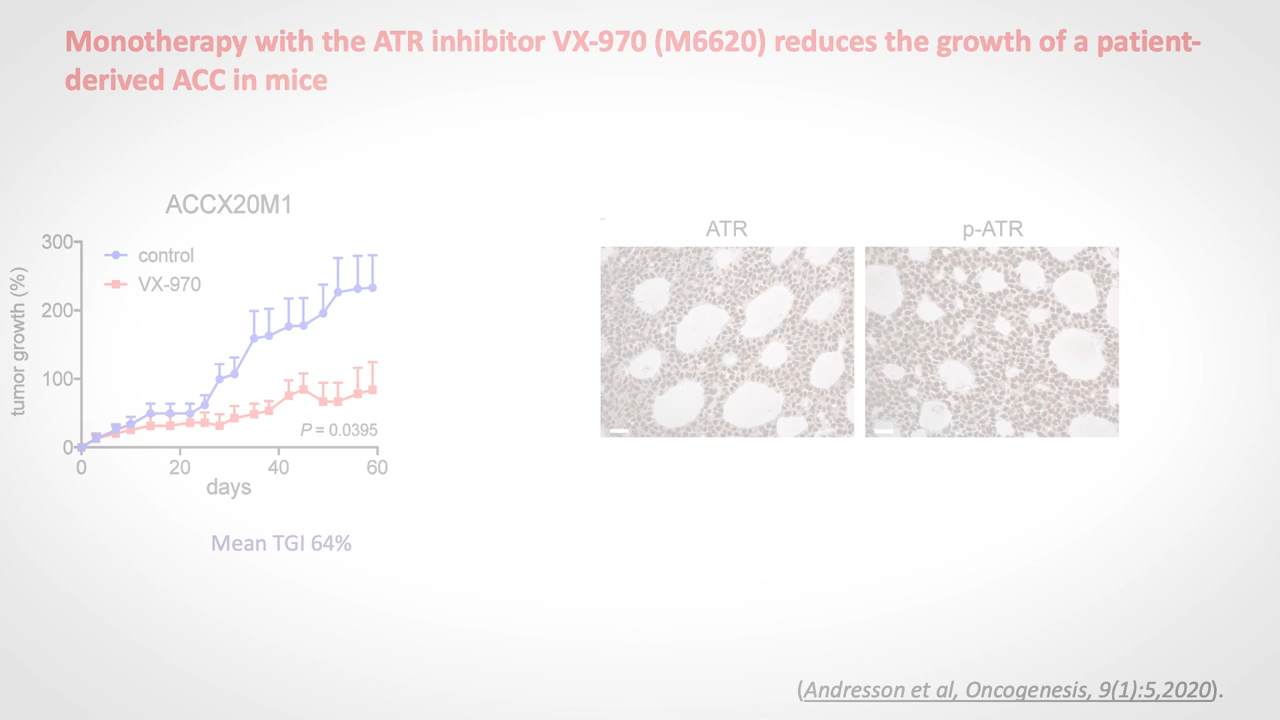 Monotherapy with the ATR inhibitor VX-970 (M6620) reduces the growth of a patient-
derived ACC in mice
ACCX20M1
300
200
100
0
tumor growth (%)
control
VX-970
P = 0.0395
0 20 40 60
days
Mean TGI 64%
ATR
p-ATR
(Andresson et al, Oncogenesis, 9(1):5,2020).